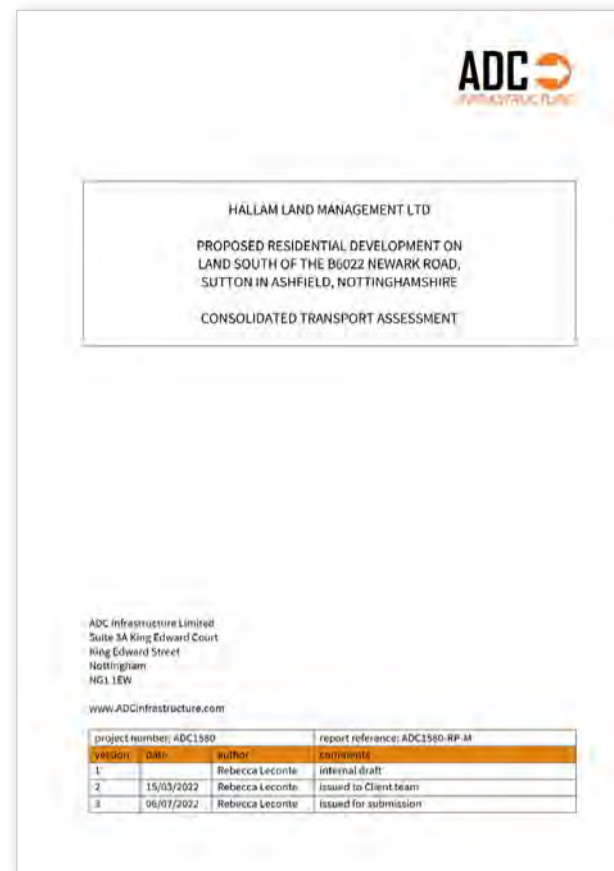 ADC
INFRASTRUCTURE
HALLAM LAND MANAGEMENT LTD
PROPOSED RESIDENTIAL DEVELOPMENT ON
LAND SOUTH OF THE B6022 NEWARK ROAD,
SUTTON IN ASHFIELD, NOTTINGHAMSHIRE
CONSOLIDATED TRANSPORT ASSESSMENT
ADC Infrastructure Limited
Suite 3A King Edward Court
King Edward Street
Nottingham
NG1 1EW
www.ADCinfrastructure.com
project number: ADC1580 report reference: ADC1580-RP-M
version date author comments
1 Rebecca Leconte internal draft
2 15/03/2022 Rebecca Leconte issued to Client team
3 06/07/2022 Rebecca Leconte issued for submission